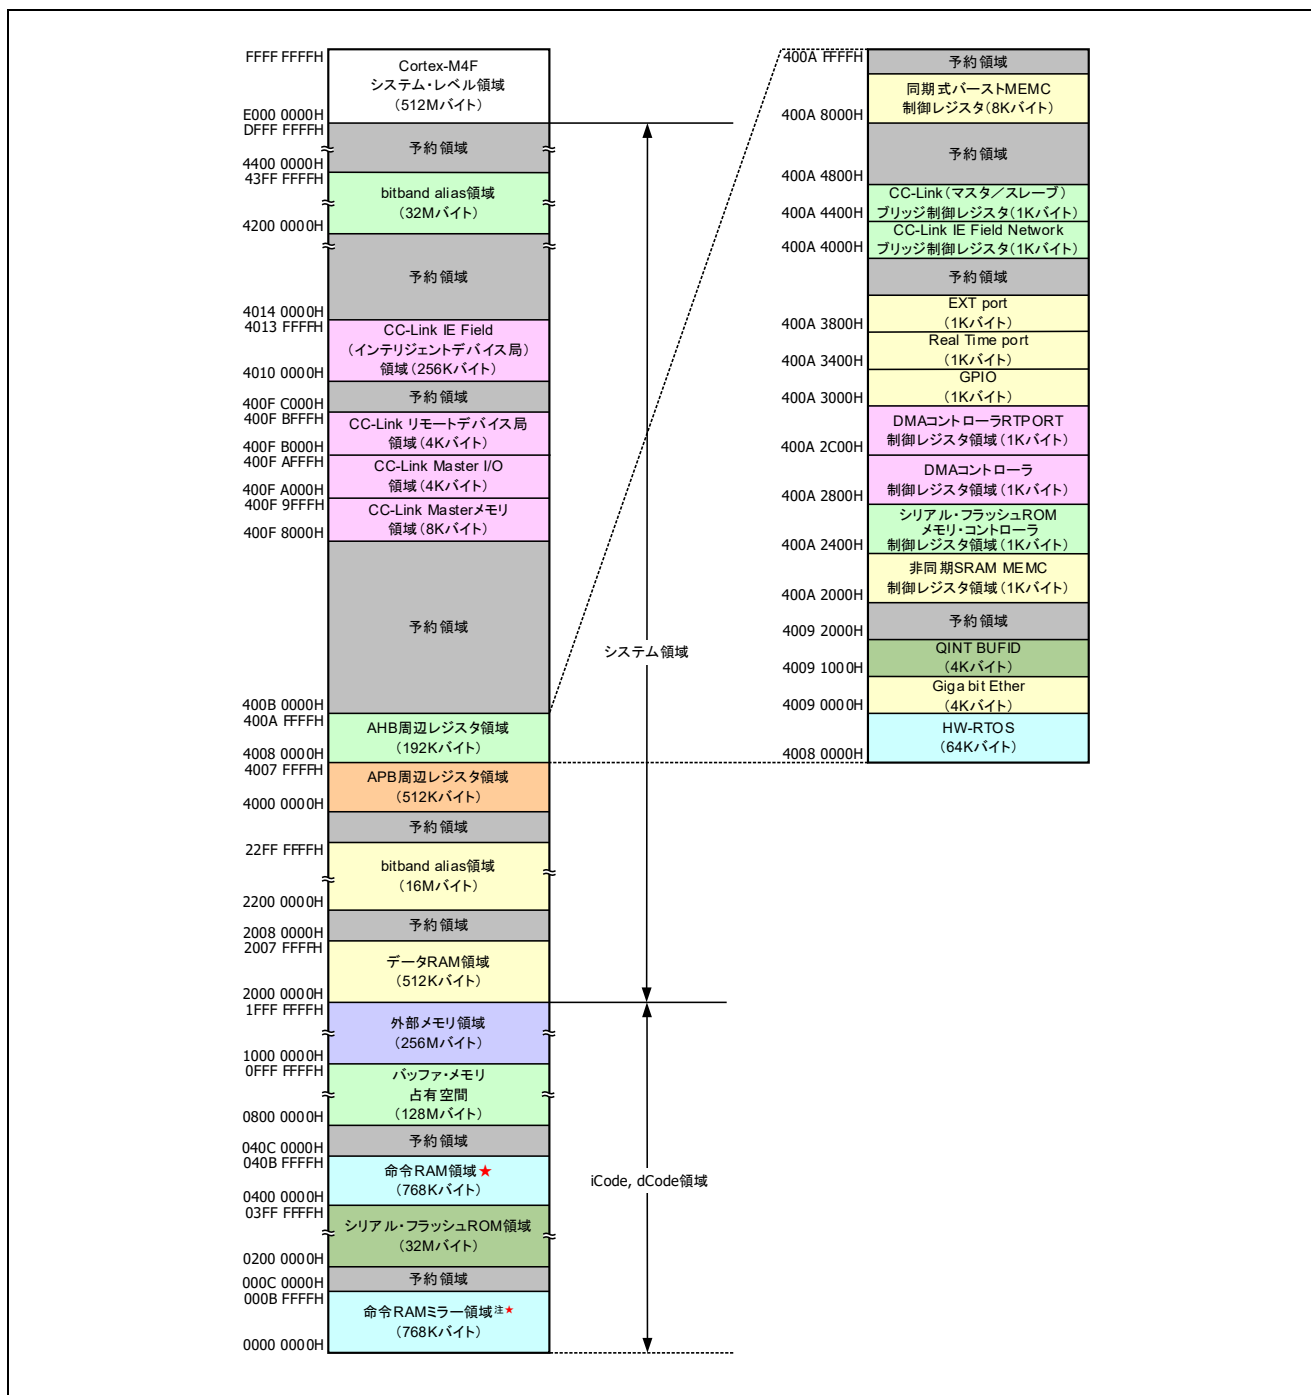 FFFF FFFFH
Cortex-M4F
システム・レベル領域
(512Mバイト)
E000 0000H
DFFF FFFFH
予約領域
4400 0000H
43FF FFFFH
bitband alias領域
(32Mバイト)
4200 0000H
予約領域
4014 0000H
4013 FFFFH
CC-Link IE Field
(インテリジェントデバイス局)
領域(256Kバイト)
4010 0000H
予約領域
400F C000H
400F BFFFH
CC-Link リモートデバイス局
領域(4Kバイト)
400F B000H
400F AFFFH
CC-Link Master I/O
領域(4Kバイト)
400F A000H
400F 9FFFH
CC-Link Masterメモリ
領域(8Kバイト)
400F 8000H
予約領域
400B 0000H
400A FFFFH
AHB周辺レジスタ領域
(192Kバイト)
4008 0000H
4007 FFFFH
APB周辺レジスタ領域
(512Kバイト)
4000 0000H
予約領域
22FF FFFFH
bitband alias領域
(16Mバイト)
2200 0000H
予約領域
2008 0000H
2007 FFFFH
データRAM領域
(512Kバイト)
2000 0000H
1FFF FFFFH
外部メモリ領域
(256Mバイト)
1000 0000H
0FFF FFFFH
バッファ・メモリ
占有空間
(128Mバイト)
0800 0000H
予約領域
040C 0000H
040B FFFFH
命令RAM領域★
(768Kバイト)
0400 0000H
03FF FFFFH
シリアル・フラッシュROM領域
(32Mバイト)
0200 0000H
予約領域
000C 0000H
000B FFFFH
命令RAMミラー領域注★
(768Kバイト)
0000 0000H
システム領域
iCode, dCode領域
400A FFFFH
予約領域
同期式バーストMEMC
制御レジスタ(8Kバイト)
400A 8000H
予約領域
400A 4800H
CC-Link(マスタ/スレーブ)
ブリッジ制御レジスタ(1Kバイト)
400A 4400H
CC-Link IE Field Network
ブリッジ制御レジスタ(1Kバイト)
400A 4000H
予約領域
EXT port
(1Kバイト)
400A 3800H
Real Time port
(1Kバイト)
400A 3400H
GPIO
(1Kバイト)
400A 3000H
DMAコントローラRTPORT
制御レジスタ領域(1Kバイト)
400A 2C00H
DMAコントローラ
制御レジスタ領域(1Kバイト)
400A 2800H
シリアル・フラッシュROM
メモリ・コントローラ
制御レジスタ領域(1Kバイト)
400A 2400H
非同期SRAM MEMC
制御レジスタ領域(1Kバイト)
400A 2000H
予約領域
4009 2000H
QINT BUFID
(4Kバイト)
4009 1000H
Giga bit Ether
(4Kバイト)
4009 0000H
HW-RTOS
(64Kバイト)
4008 0000H